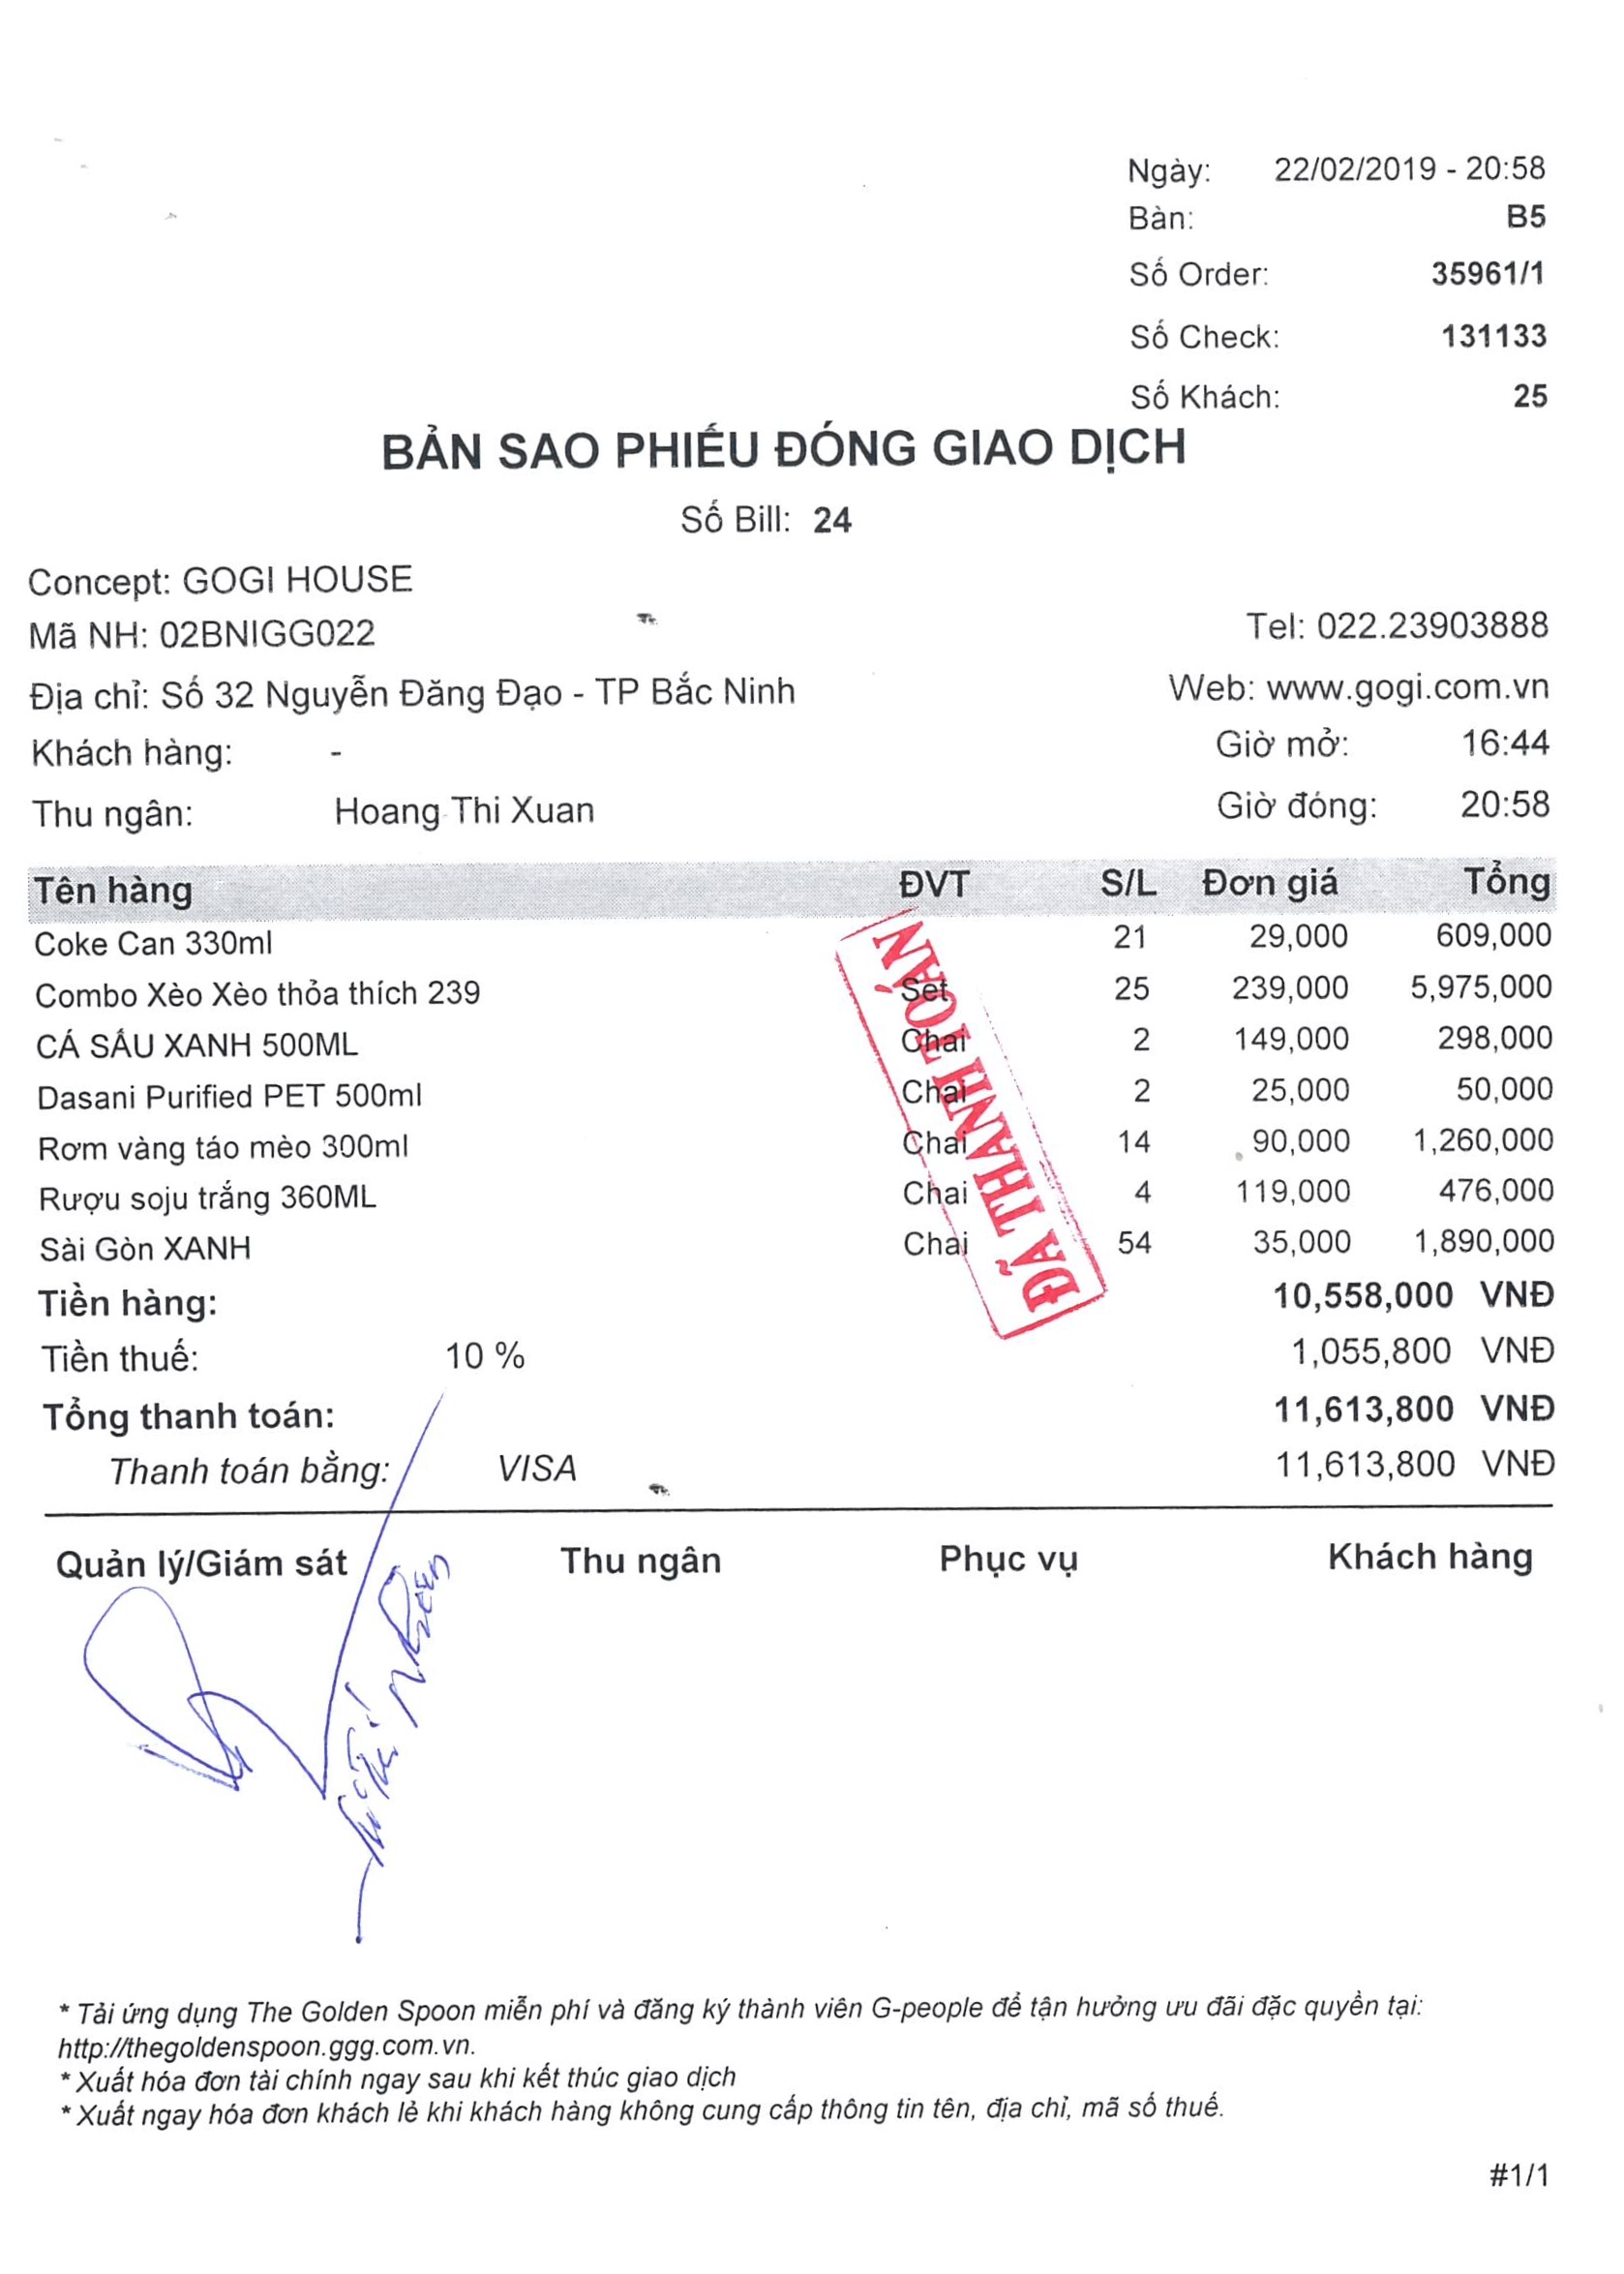 Ngày: 22/02/2019 - 20:58
Bàn: B5
Số Order: 35961/1
Số Check: 131133
Số Khách: 25
BẢN SAO PHIẾU ĐÓNG GIAO DỊCH
Số Bill: 24
Concept: GOGI HOUSE
Mã NH: 02BNIGG022 Tel: 022.23903888
Địa chỉ: Số 32 Nguyễn Đăng Đạo - TP Bắc Ninh Web: www.gogi.com.vn
Khách hàng: - Giờ mở: 16:44
Thu ngân: Hoang Thi Xuan Giờ đóng: 20:58
Tên hàng ĐVT S/L Đơn giá Tổng
Coke Can 330ml 21 29,000 609,000
Combo Xèo Xèo thỏa thích 239 Set 25 239,000 5,975,000
CÁ SẤU XANH 500ML Chai 2 149,000 298,000
Dasani Purified PET 500ml Chai 2 25,000 50,000
Rơm vàng táo mèo 300ml Chai 14 90,000 1,260,000
Rượu soju trắng 360ML Chai 4 119,000 476,000
Sài Gòn XANH Chai 54 35,000 1,890,000
ĐÃ THANH TOÁN
Tiền hàng: 10,558,000 VNĐ
Tiền thuế: 10 % 1,055,800 VNĐ
Tổng thanh toán: 11,613,800 VNĐ
Thanh toán bằng: VISA 11,613,800 VNĐ
Quản lý/Giám sát Thu ngân Phục vụ Khách hàng
* Tải ứng dụng The Golden Spoon miễn phí và đăng ký thành viên G-people để tận hưởng ưu đãi đặc quyền tại:
http://thegoldenspoon.ggg.com.vn.
* Xuất hóa đơn tài chính ngay sau khi kết thúc giao dịch
* Xuất ngay hóa đơn khách lẻ khi khách hàng không cung cấp thông tin tên, địa chỉ, mã số thuế.
#1/1